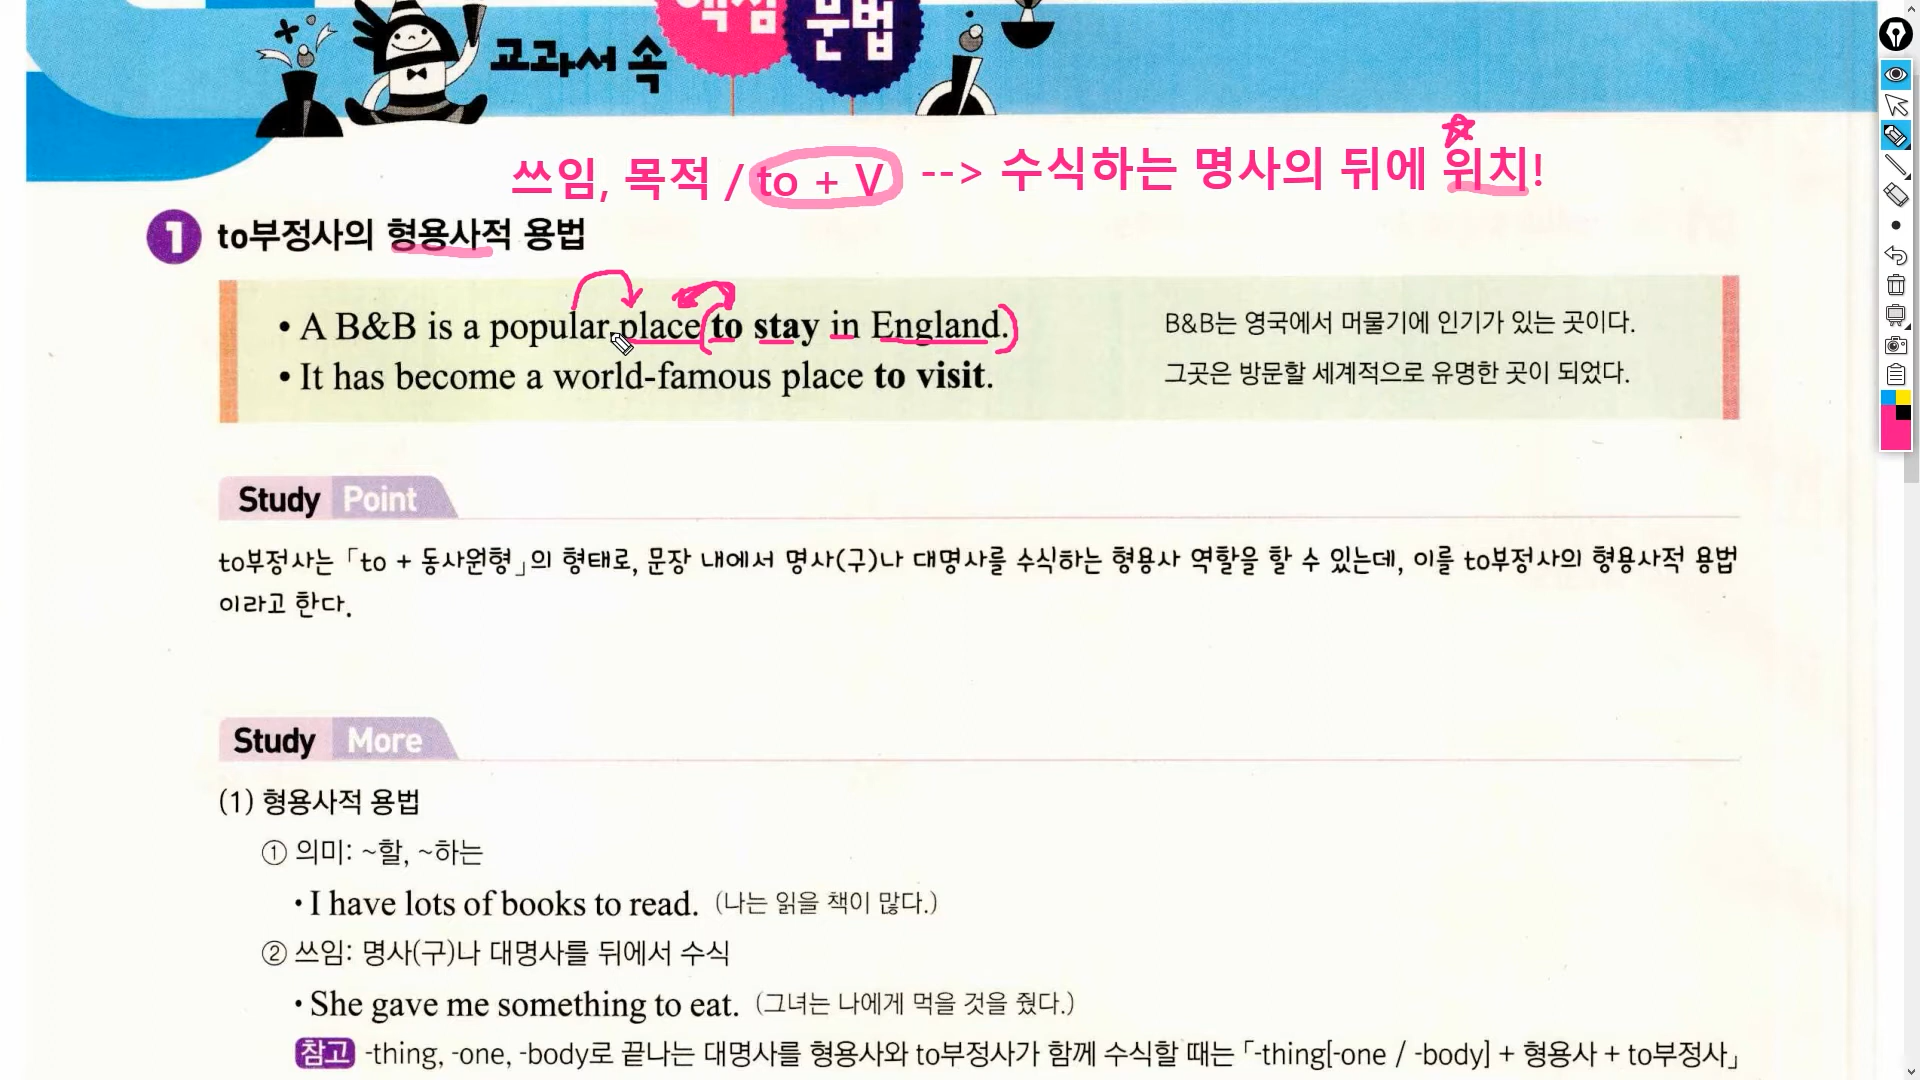 교과서 속 핵심 문법
쓰임, 목적 / to + V --> 수식하는 명사의 뒤에 위치!
1 to부정사의 형용사적 용법
• A B&B is a popular place (to stay in England.) B&B는 영국에서 머물기에 인기가 있는 곳이다.
• It has become a world-famous place to visit. 그곳은 방문할 세계적으로 유명한 곳이 되었다.
Study Point
to부정사는 「to + 동사원형」의 형태로, 문장 내에서 명사(구)나 대명사를 수식하는 형용사 역할을 할 수 있는데, 이를 to부정사의 형용사적 용법
이라고 한다.
Study More
(1) 형용사적 용법
① 의미: ~할, ~하는
• I have lots of books to read. (나는 읽을 책이 많다.)
② 쓰임: 명사(구)나 대명사를 뒤에서 수식
• She gave me something to eat. (그녀는 나에게 먹을 것을 줬다.)
참고 -thing, -one, -body로 끝나는 대명사를 형용사와 to부정사가 함께 수식할 때는 「-thing[-one / -body] + 형용사 + to부정사」